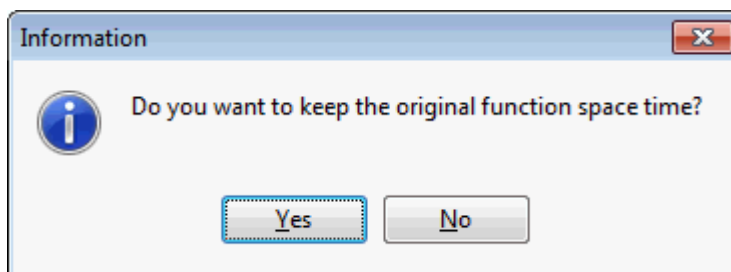 Information
Do you want to keep the original function space time?
Yes
No